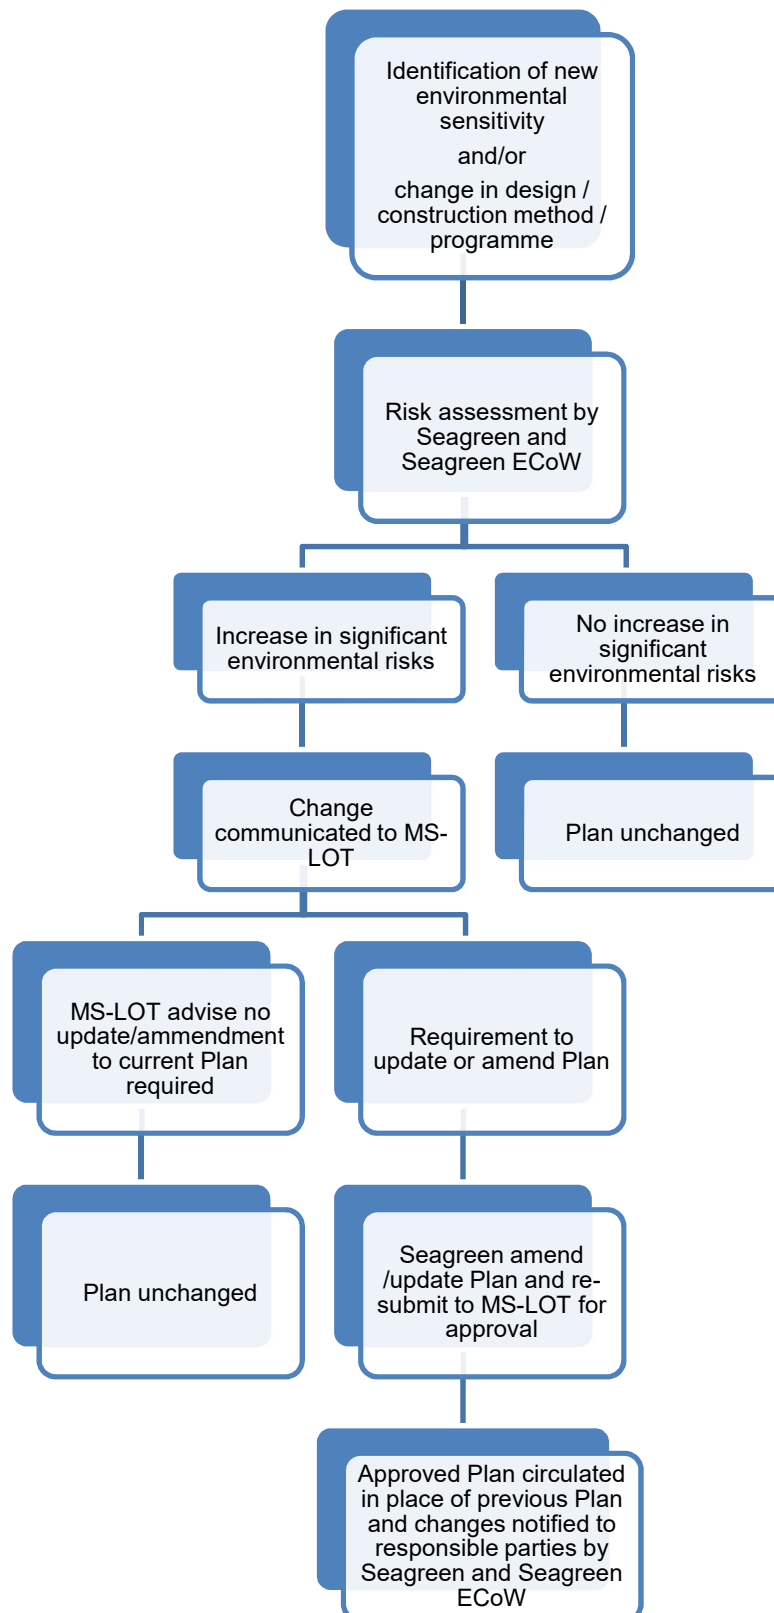 Identification of new
environmental
sensitivity
and/or
change in design /
construction method /
programme
Risk assessment by
Seagreen and
Seagreen ECoW
Increase in significant
environmental risks
No increase in
significant
environmental risks
Change
communicated to MS-
LOT
Plan unchanged
MS-LOT advise no
update/ammendment
to current Plan
required
Requirement to
update or amend Plan
Plan unchanged
Seagreen amend
/update Plan and re-
submit to MS-LOT for
approval
Approved Plan circulated
in place of previous Plan
and changes notified to
responsible parties by
Seagreen and Seagreen
ECoW